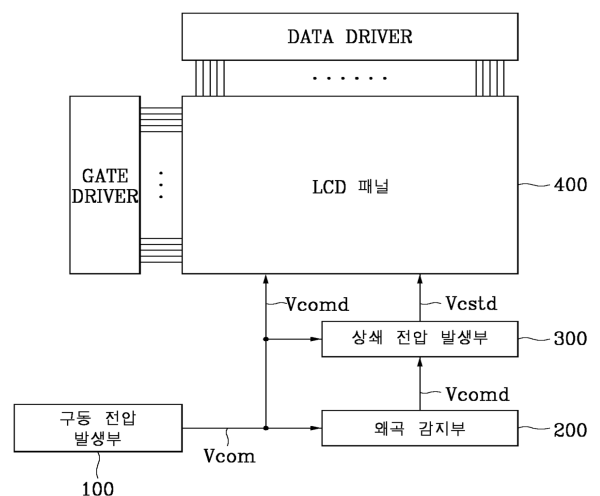 DATA DRIVER
GATE
DRIVER
LCD 패널
400
Vcomd
Vcstd
상쇄 전압 발생부
300
Vcomd
구동 전압
발생부
Vcom
왜곡 감지부
200
100